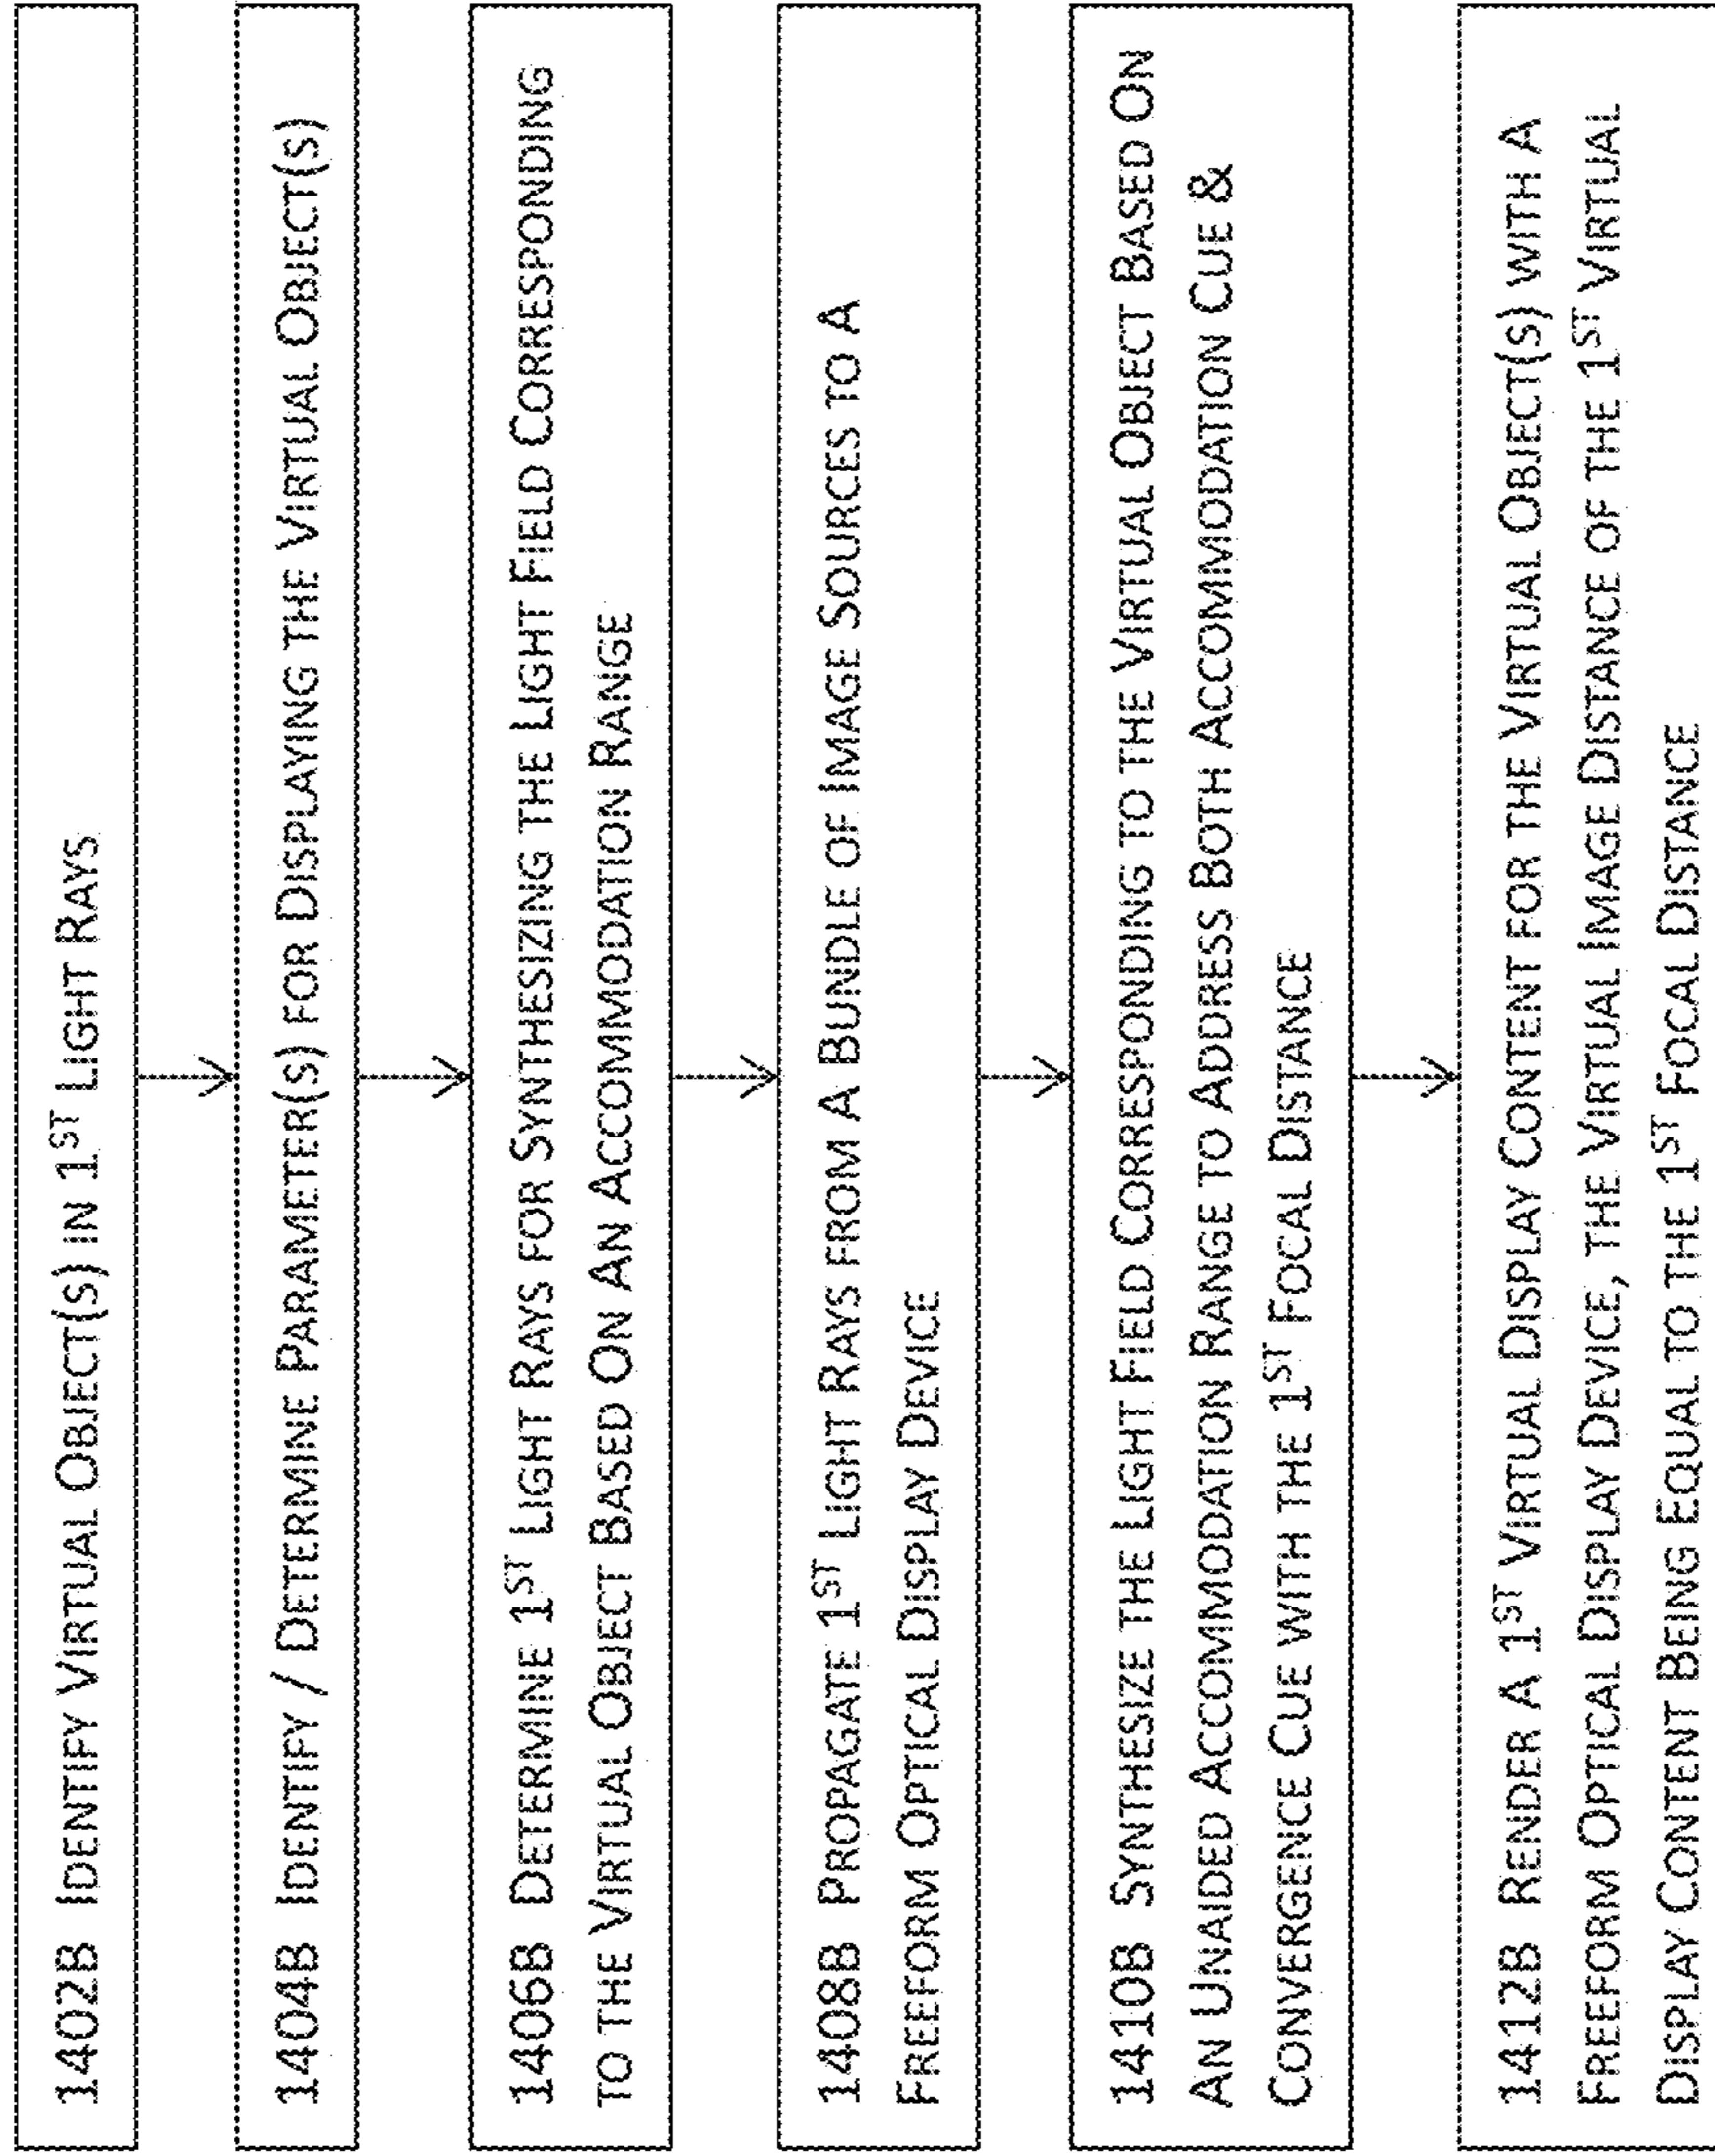 1402B IDENTIFY VIRTUAL OBJECT(S) IN 1ST LIGHT RAYS
1404B IDENTIFY / DETERMINE PARAMETER(S) FOR DISPLAYING THE VIRTUAL OBJECT(S)
1406B DETERMINE 1ST LIGHT RAYS FOR SYNTHESIZING THE LIGHT FIELD CORRESPONDING
TO THE VIRTUAL OBJECT BASED ON AN ACCOMMODATION RANGE
1408B PROPAGATE 1ST LIGHT RAYS FROM A BUNDLE OF IMAGE SOURCES TO A
FREEFORM OPTICAL DISPLAY DEVICE
1410B SYNTHESIZE THE LIGHT FIELD CORRESPONDING TO THE VIRTUAL OBJECT BASED ON
AN UNAIDED ACCOMMODATION RANGE TO ADDRESS BOTH ACCOMMODATION CUE &
CONVERGENCE CUE WITH THE 1ST FOCAL DISTANCE
1412B RENDER A 1ST VIRTUAL DISPLAY CONTENT FOR THE VIRTUAL OBJECT(S) WITH A
FREEFORM OPTICAL DISPLAY DEVICE, THE VIRTUAL IMAGE DISTANCE OF THE 1ST VIRTUAL
DISPLAY CONTENT BEING EQUAL TO THE 1ST FOCAL DISTANCE